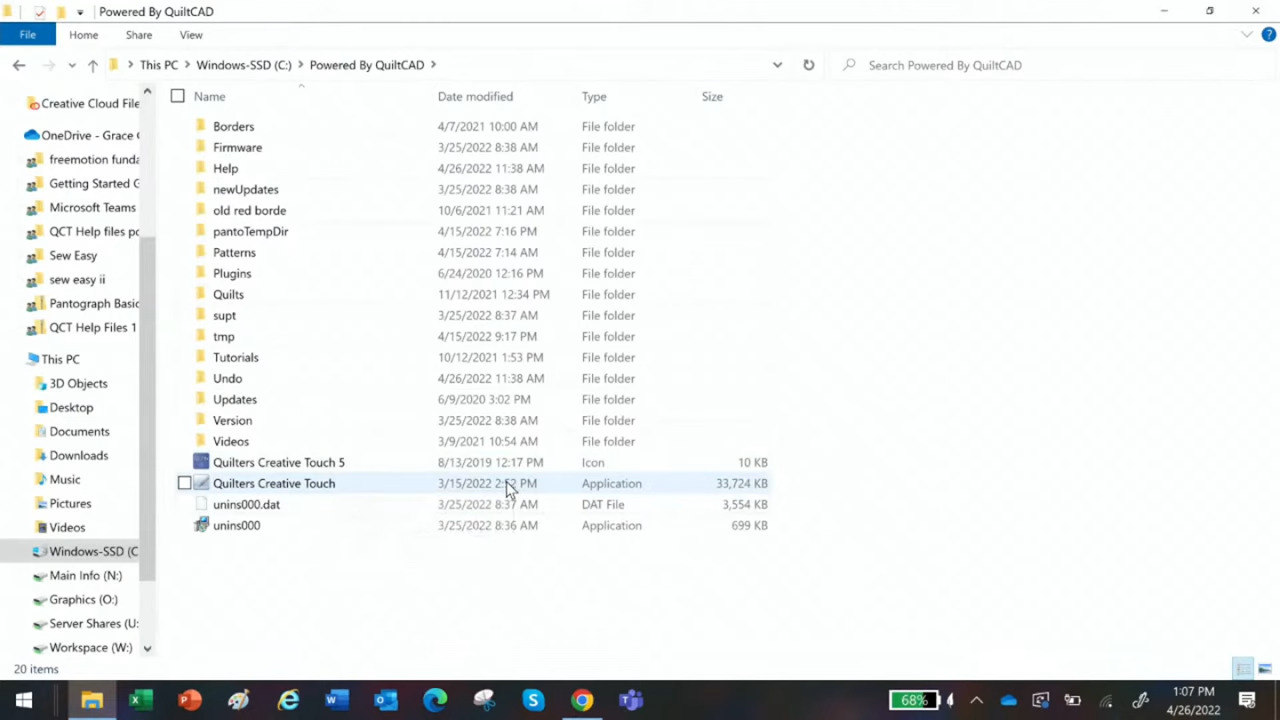 Powered By QuiltCAD
File Home Share View
This PC > Windows-SSD (C:) > Powered By QuiltCAD >
Search Powered By QuiltCAD
Name Date modified Type Size
Creative Cloud File
OneDrive - Grace
freemotion funda
Getting Started G
Microsoft Teams
QCT Help files po
Sew Easy
sew easy ii
Pantograph Basic
QCT Help Files 1
This PC
3D Objects
Desktop
Documents
Downloads
Music
Pictures
Videos
Windows-SSD (C
Main Info (N:)
Graphics (O:)
Server Shares (U:
Workspace (W:)
Borders 4/7/2021 10:00 AM File folder
Firmware 3/25/2022 8:38 AM File folder
Help 4/26/2022 11:38 AM File folder
newUpdates 3/25/2022 8:38 AM File folder
old red borde 10/6/2021 11:21 AM File folder
pantoTempDir 4/15/2022 7:16 PM File folder
Patterns 4/15/2022 7:14 AM File folder
Plugins 6/24/2020 12:16 PM File folder
Quilts 11/12/2021 12:34 PM File folder
supt 3/25/2022 8:37 AM File folder
tmp 4/15/2022 9:17 PM File folder
Tutorials 10/12/2021 1:53 PM File folder
Undo 4/26/2022 11:38 AM File folder
Updates 6/9/2020 3:02 PM File folder
Version 3/25/2022 8:38 AM File folder
Videos 3/9/2021 10:54 AM File folder
Quilters Creative Touch 5 8/13/2019 12:17 PM Icon 10 KB
Quilters Creative Touch 3/15/2022 PM Application 33,724 KB
unins000.dat 3/25/2022 8:37 AM DAT File 3,554 KB
unins000 3/25/2022 8:36 AM Application 699 KB
20 items
68%
1:07 PM
4/26/2022